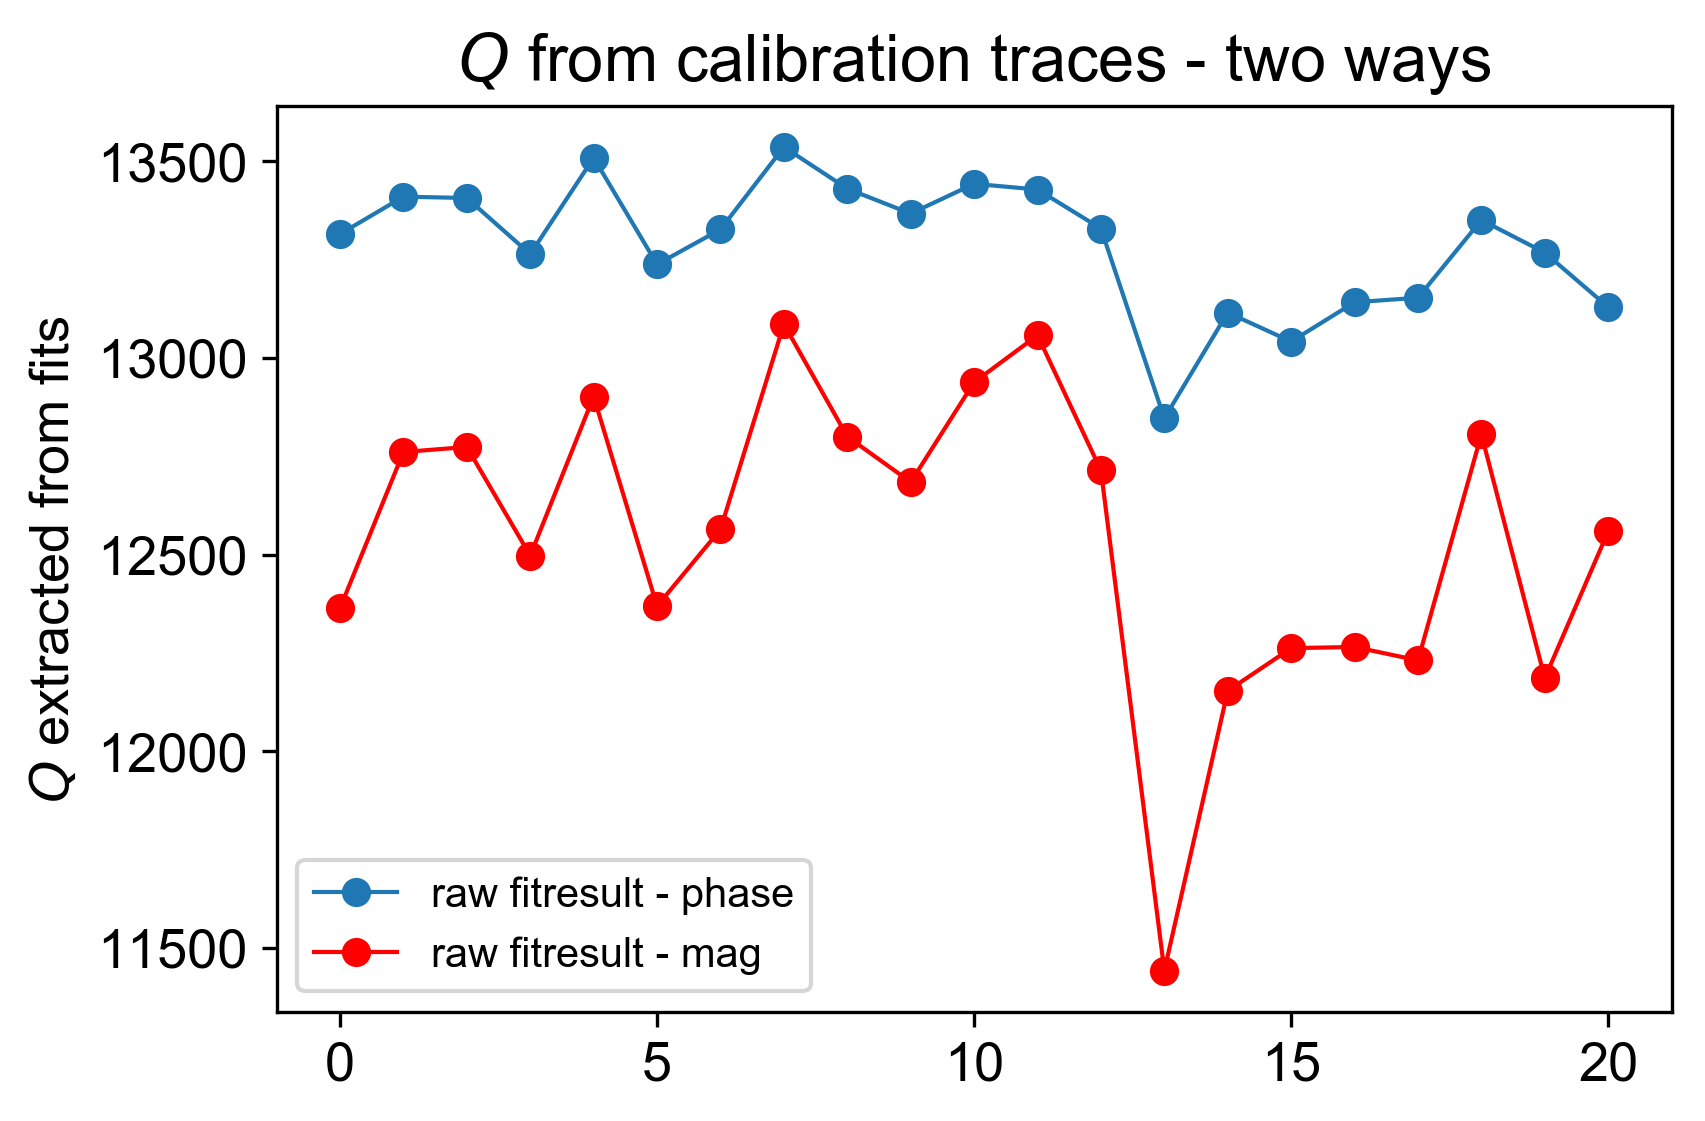 Q from calibration traces - two ways
Q extracted from fits
13500
13000
12500
12000
11500
raw fitresult - phase
raw fitresult - mag
0 5 10 15 20